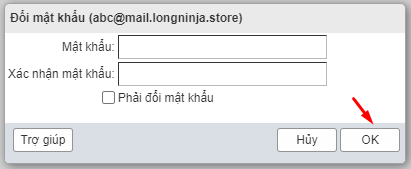 Đổi mật khẩu (abc@mail.longninja.store)
Mật khẩu:
Xác nhận mật khẩu:
Phải đổi mật khẩu
Trợ giúp Hủy OK